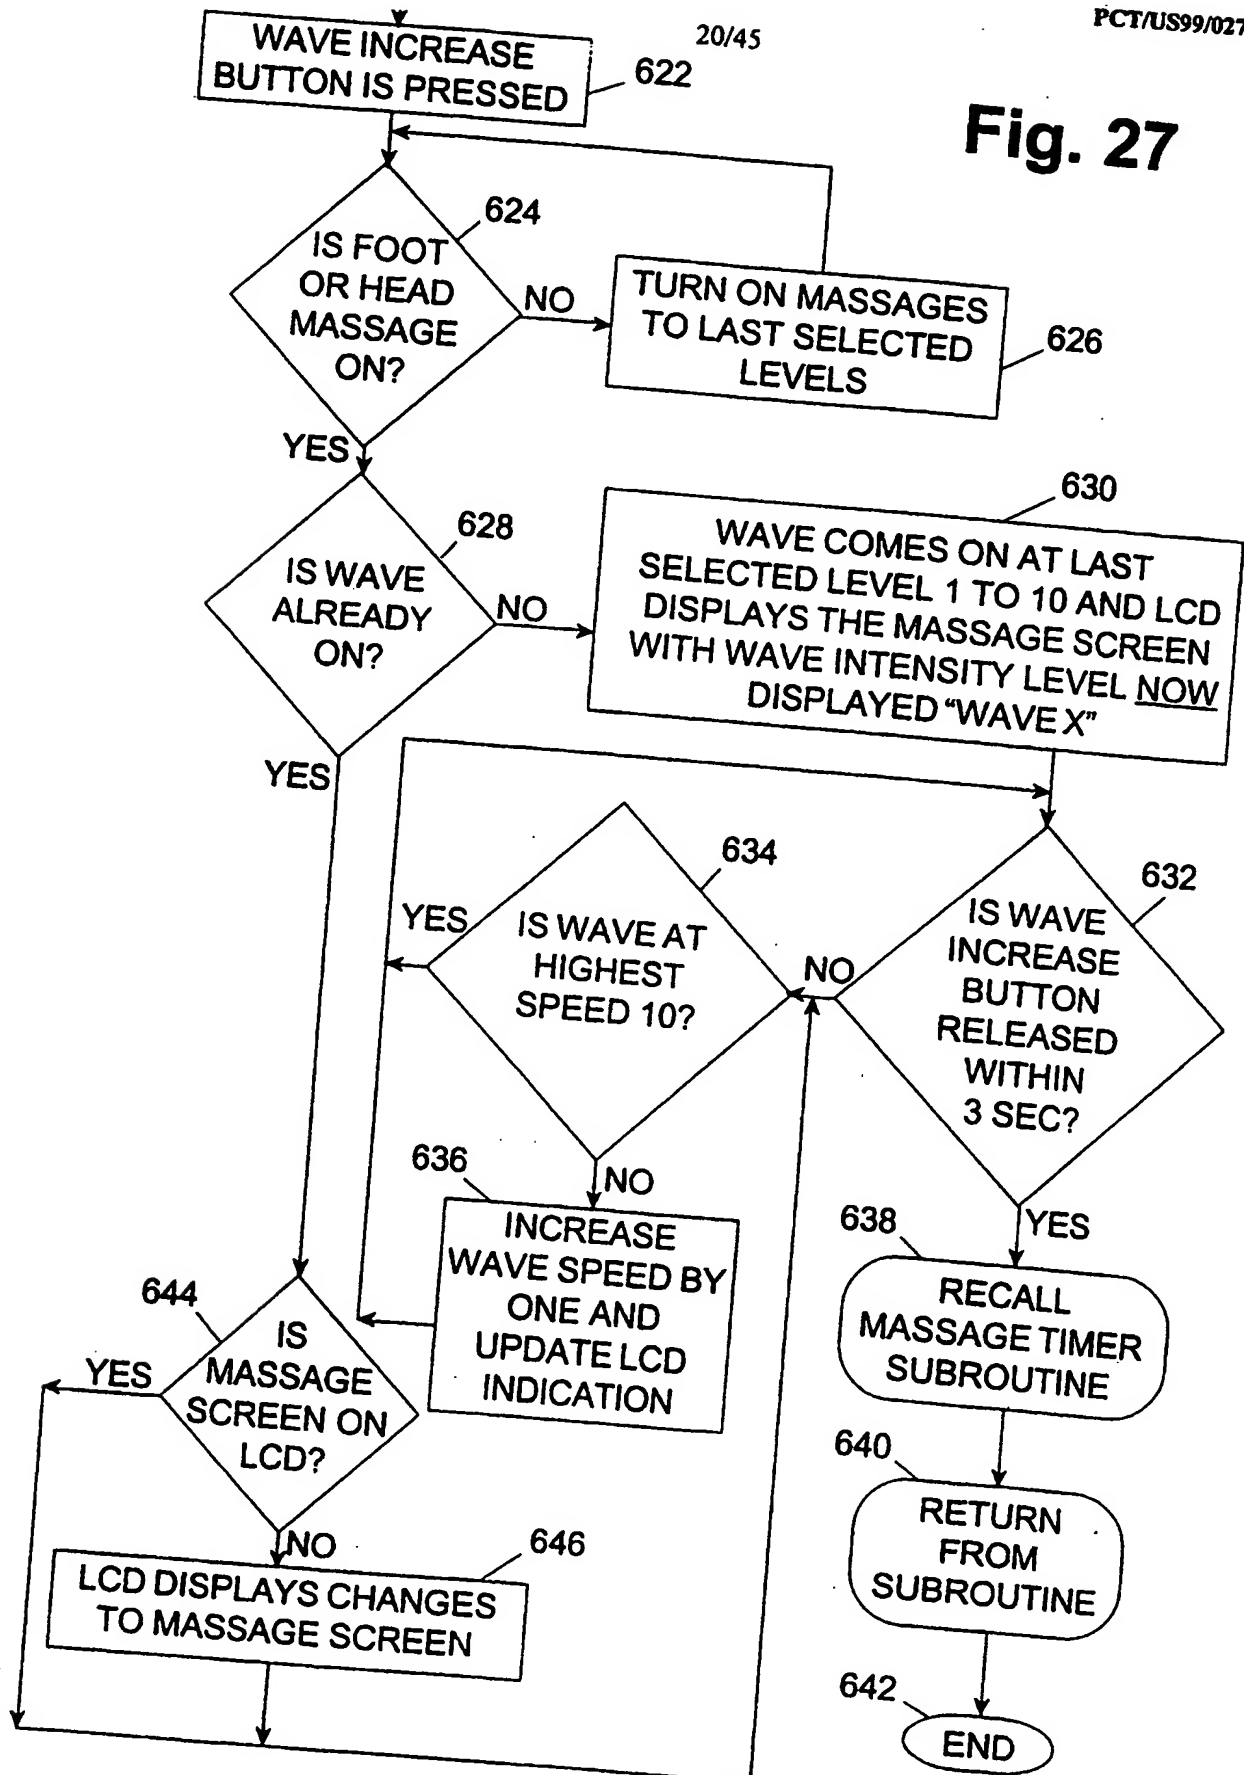 20/45
PCT/US99/027
Fig. 27
WAVE INCREASE
BUTTON IS PRESSED
622
624
IS FOOT
OR HEAD
MASSAGE
ON?
NO
TURN ON MASSAGES
TO LAST SELECTED
LEVELS
626
YES
628
IS WAVE
ALREADY
ON?
NO
630
WAVE COMES ON AT LAST
SELECTED LEVEL 1 TO 10 AND LCD
DISPLAYS THE MASSAGE SCREEN
WITH WAVE INTENSITY LEVEL NOW
DISPLAYED "WAVE X"
YES
634
YES
IS WAVE AT
HIGHEST
SPEED 10?
NO
632
IS WAVE
INCREASE
BUTTON
RELEASED
WITHIN
3 SEC?
636
NO
INCREASE
WAVE SPEED BY
ONE AND
UPDATE LCD
INDICATION
YES
638
RECALL
MASSAGE TIMER
SUBROUTINE
644
IS
MASSAGE
SCREEN ON
LCD?
YES
NO
646
LCD DISPLAYS CHANGES
TO MASSAGE SCREEN
640
RETURN
FROM
SUBROUTINE
642
END